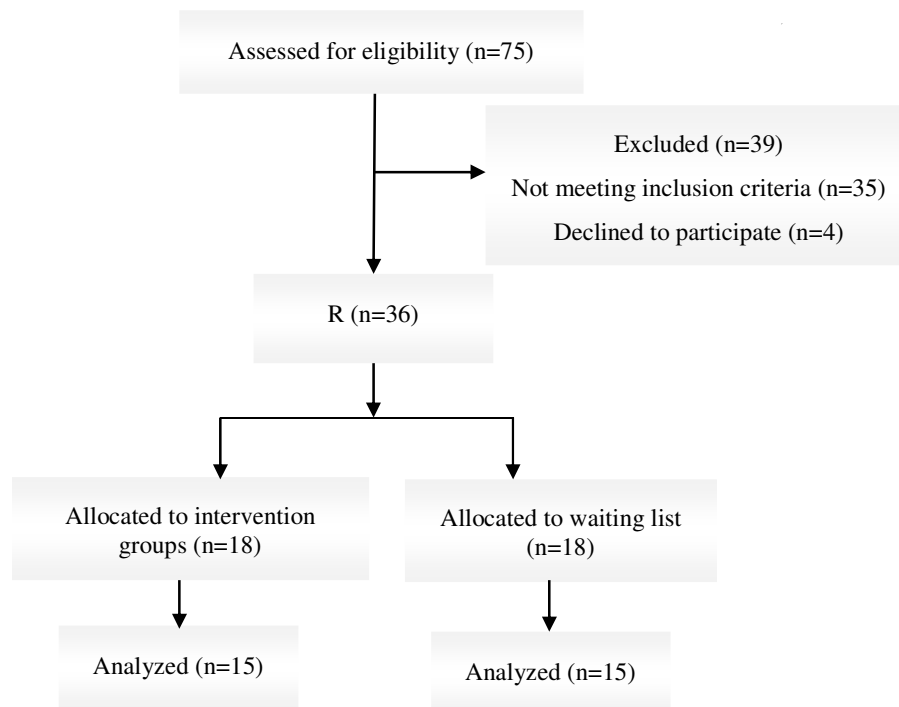 Assessed for eligibility (n=75)
Excluded (n=39)
Not meeting inclusion criteria (n=35)
Declined to participate (n=4)
R (n=36)
Allocated to intervention
groups (n=18)
Allocated to waiting list
(n=18)
Analyzed (n=15)
Analyzed (n=15)